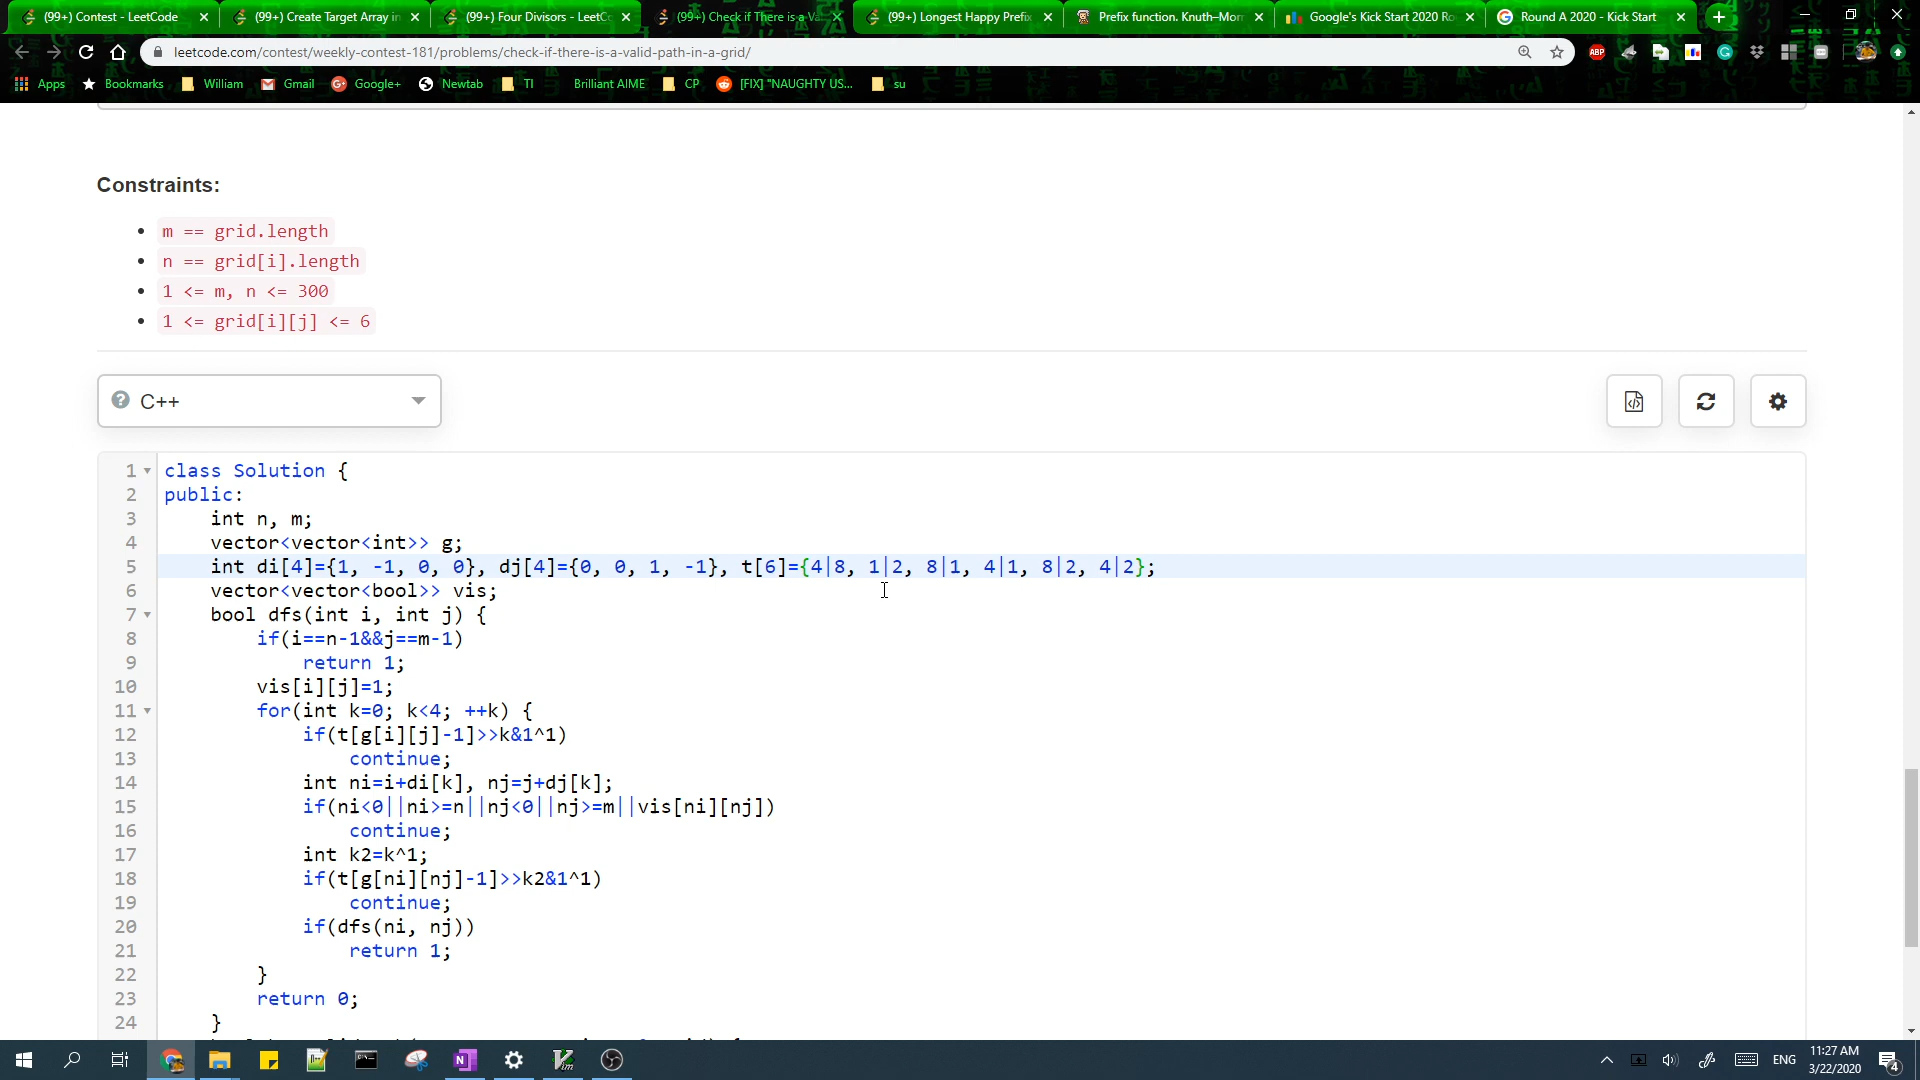 (99+) Contest - LeetCode
(99+) Create Target Array in
(99+) Four Divisors - LeetC
(99+) Check if There is a Va
(99+) Longest Happy Prefix
Prefix function. Knuth–Morr
Google's Kick Start 2020 Ro
Round A 2020 - Kick Start
leetcode.com/contest/weekly-contest-181/problems/check-if-there-is-a-valid-path-in-a-grid/
Apps
Bookmarks
William
Gmail
Google+
Newtab
TI
Brilliant AIME
CP
[FIX] "NAUGHTY US...
su
Constraints:
m == grid.length
n == grid[i].length
1 <= m, n <= 300
1 <= grid[i][j] <= 6
C++
1 class Solution {
2 public:
3 int n, m;
4 vector<vector<int>> g;
5 int di[4]={1, -1, 0, 0}, dj[4]={0, 0, 1, -1}, t[6]={4|8, 1|2, 8|1, 4|1, 8|2, 4|2};
6 vector<vector<bool>> vis;
7 bool dfs(int i, int j) {
8 if(i==n-1&&j==m-1)
9 return 1;
10 vis[i][j]=1;
11 for(int k=0; k<4; ++k) {
12 if(t[g[i][j]-1]>>k&1^1)
13 continue;
14 int ni=i+di[k], nj=j+dj[k];
15 if(ni<0||ni>=n||nj<0||nj>=m||vis[ni][nj])
16 continue;
17 int k2=k^1;
18 if(t[g[ni][nj]-1]>>k2&1^1)
19 continue;
20 if(dfs(ni, nj))
21 return 1;
22 }
23 return 0;
24 }
ENG
11:27 AM
3/22/2020
4